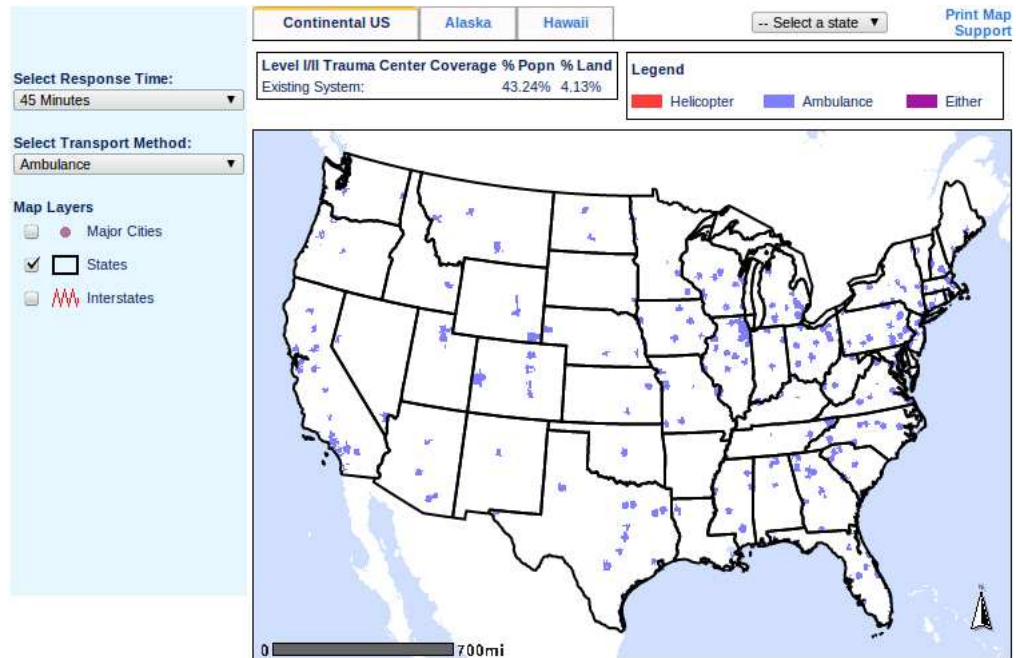 Continental US
Alaska
Hawaii
-- Select a state ▼
Print Map
Support
Select Response Time:
45 Minutes ▼
Select Transport Method:
Ambulance ▼
Map Layers
Major Cities
States
Interstates
Level I/II Trauma Center Coverage % Popn % Land
Existing System: 43.24% 4.13%
Legend
Helicopter
Ambulance
Either
0 700mi